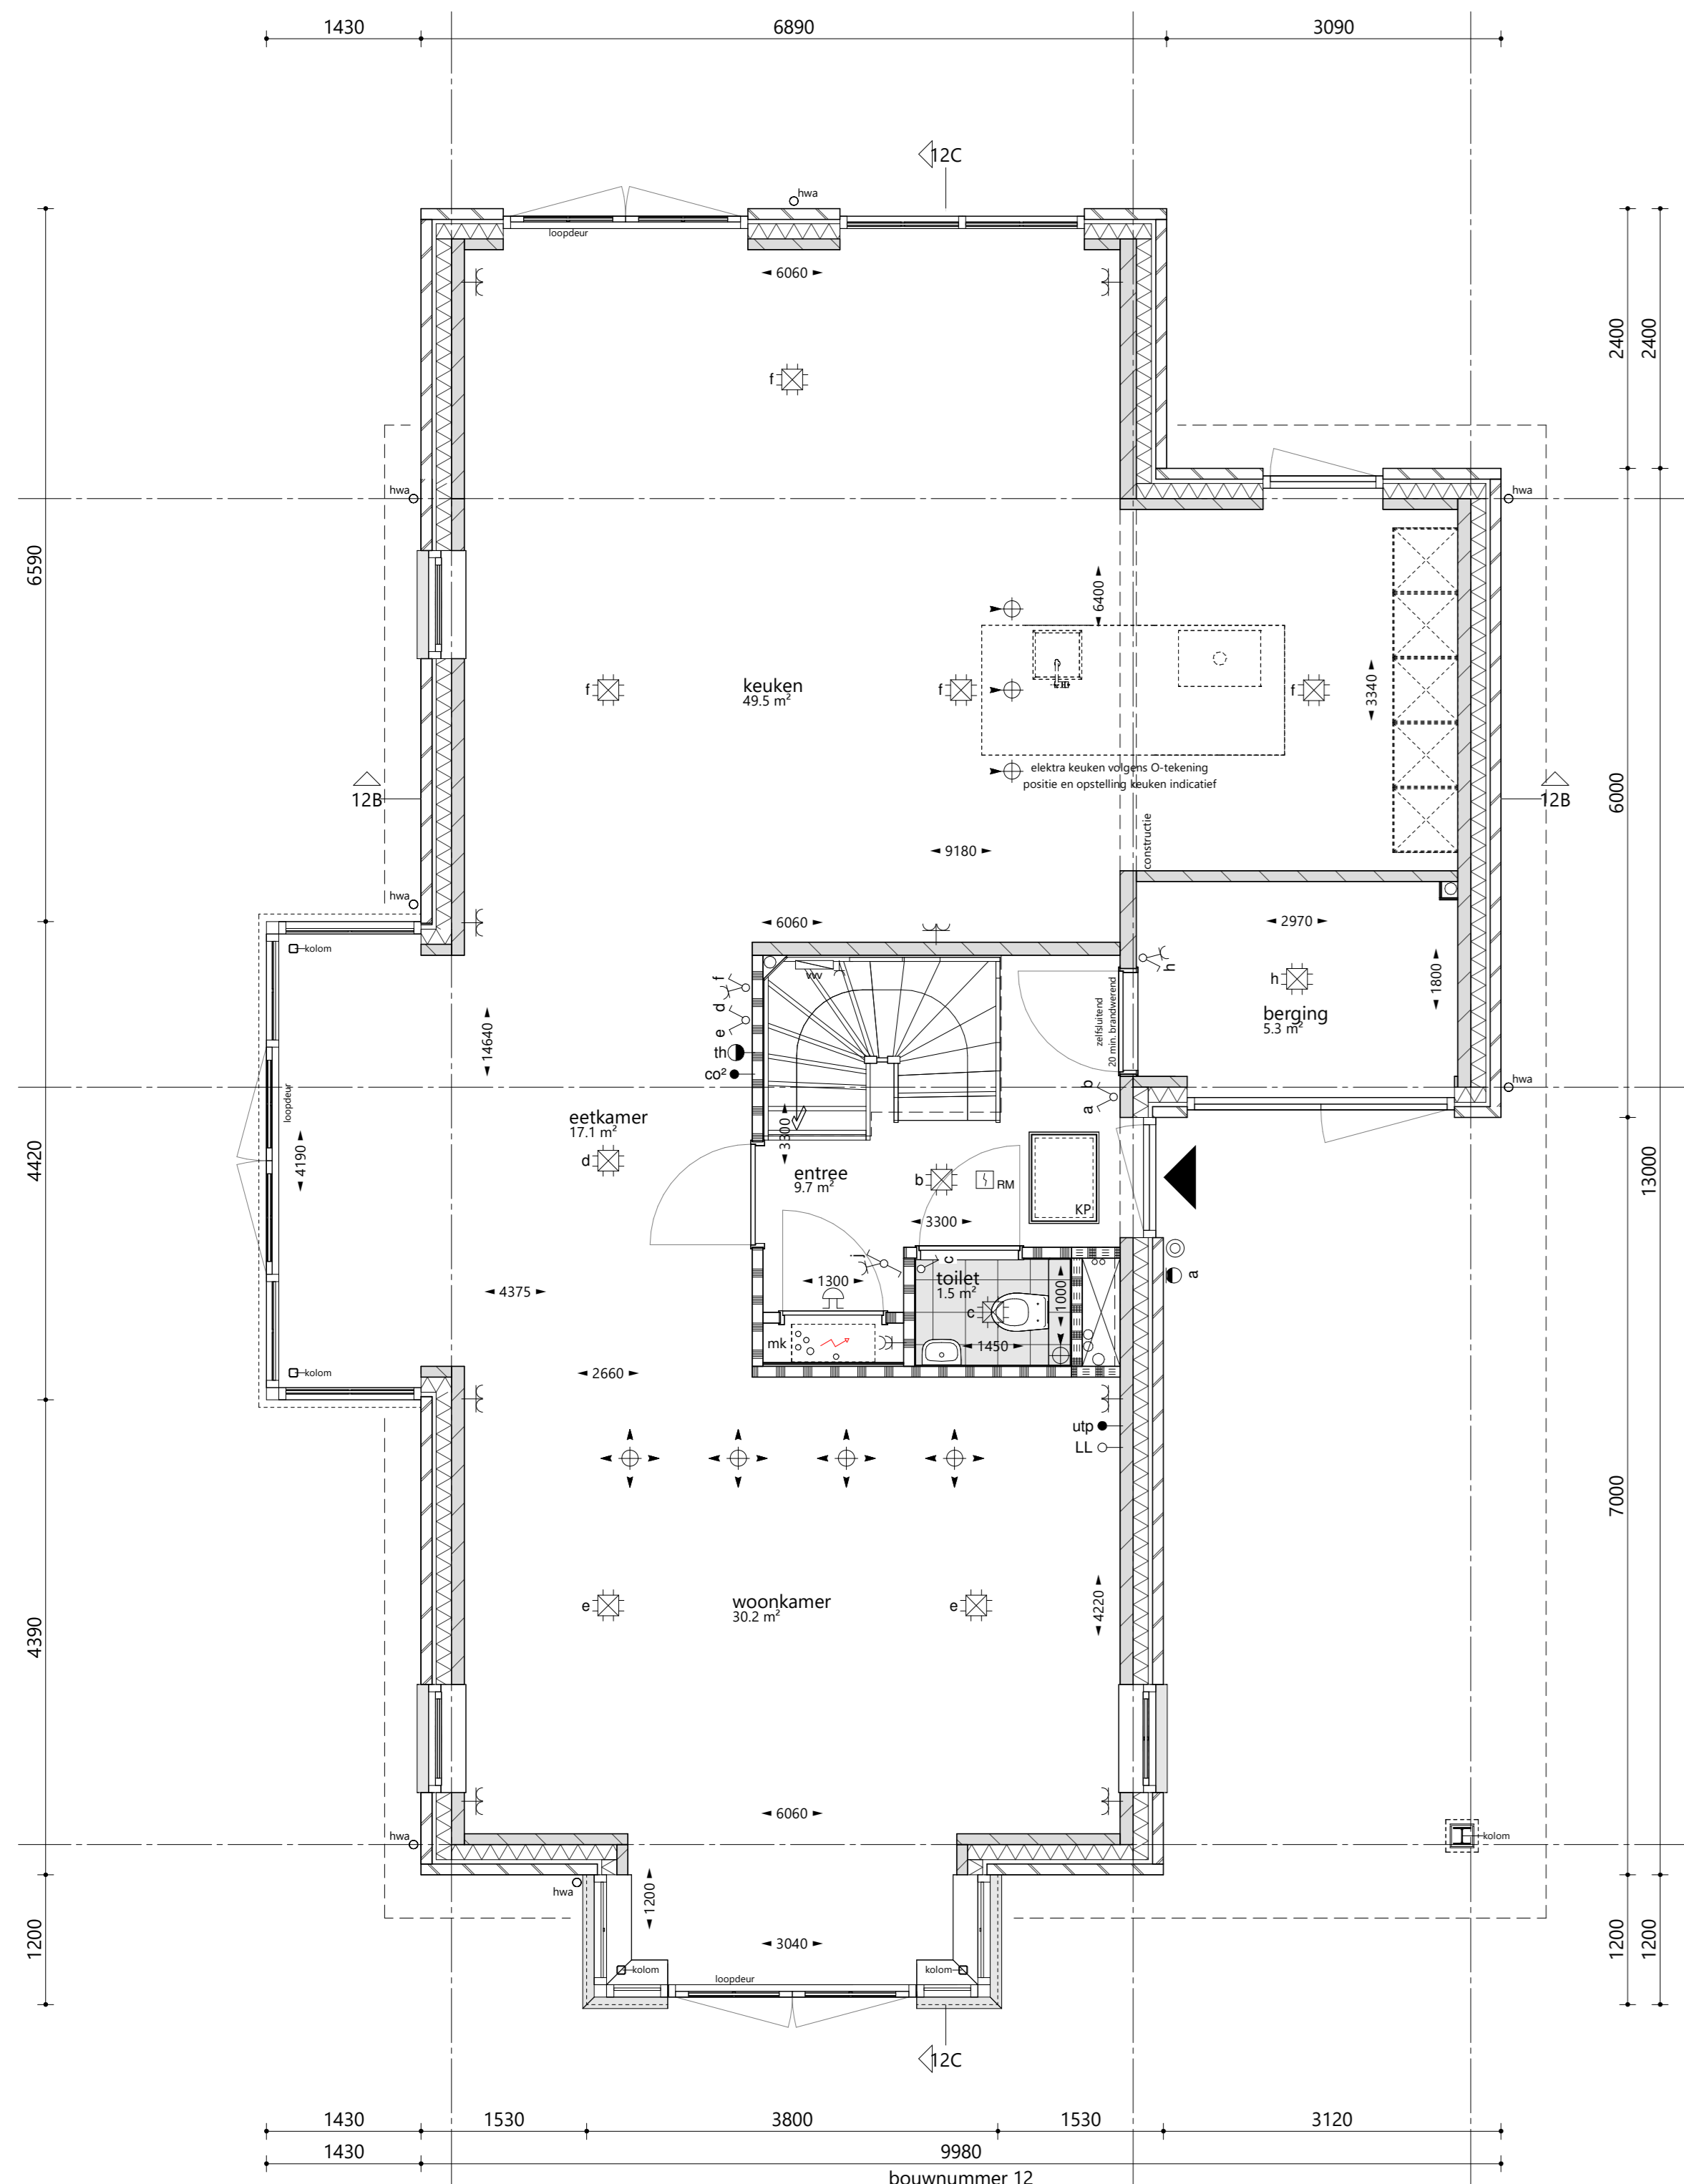 1430
6890
3090
12C
hwa
loopdeur
6060
2400
2400
f
hwa
hwa
6590
6400
f
keuken
49.5 m²
f
f
3340
elektra keuken volgens O-tekening
positie en opstelling keuken indicatief
12B
12B
6000
constructie
9180
hwa
6060
2970
kolom
vvv
f
d
e
h
h
1800
berging
5.3 m²
zelfsluitend
20 min. brandwerend
14640
th
co²
hwa
b
a
loopdeur
eetkamer
17.1 m²
3300
4420
4190
d
entree
9.7 m²
b
RM
KP
13000
3300
j
c
toilet
1.5 m²
a
4375
1300
c
1000
mk
1450
kolom
2660
utp
LL
7000
e
woonkamer
30.2 m²
e
4220
4390
6060
hwa
kolom
hwa
1200
1200
1200
1200
3040
kolom
kolom
loopdeur
12C
1430
1530
3800
1530
3120
1430
9980
bouwnummer 12